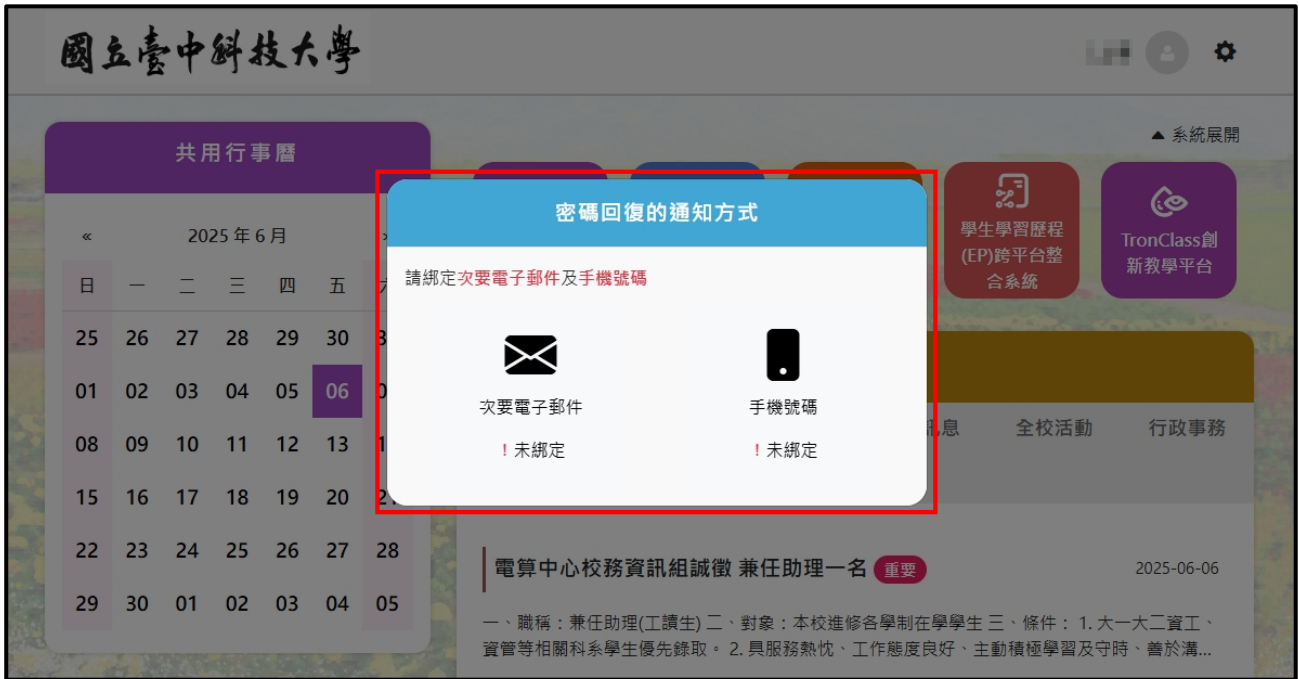 國立臺中科技大學
▲ 系統展開
共用行事曆
« 2025 年 6 月
日 一 二 三 四 五
25 26 27 28 29 30
01 02 03 04 05 06
08 09 10 11 12 13
15 16 17 18 19 20
22 23 24 25 26 27 28
29 30 01 02 03 04 05
密碼回復的通知方式
請綁定次要電子郵件及手機號碼
次要電子郵件
! 未綁定
手機號碼
! 未綁定
學生學習歷程
(EP)跨平台整
合系統
TronClass創
新教學平台
全校活動
行政事務
電算中心校務資訊組誠徵 兼任助理一名 重要
2025-06-06
一、職稱：兼任助理(工讀生) 二、對象：本校進修各學制在學學生 三、條件： 1. 大一大二資工、
資管等相關科系學生優先錄取。 2. 具服務熱忱、工作態度良好、主動積極學習及守時、善於溝...